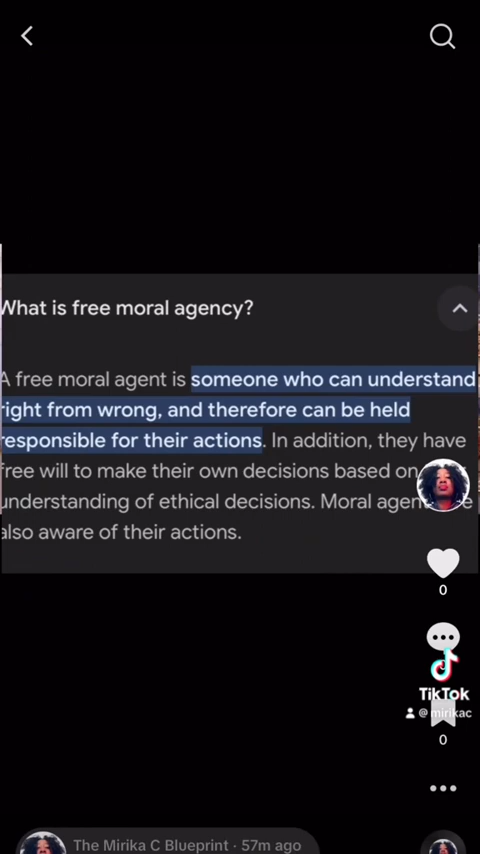 What is free moral agency?
A free moral agent is someone who can understand
right from wrong, and therefore can be held
responsible for their actions. In addition, they have
free will to make their own decisions based on
understanding of ethical decisions. Moral agen e
also aware of their actions.
0
TikTok
@mirikac
0
The Mirika C Blueprint · 57m ago